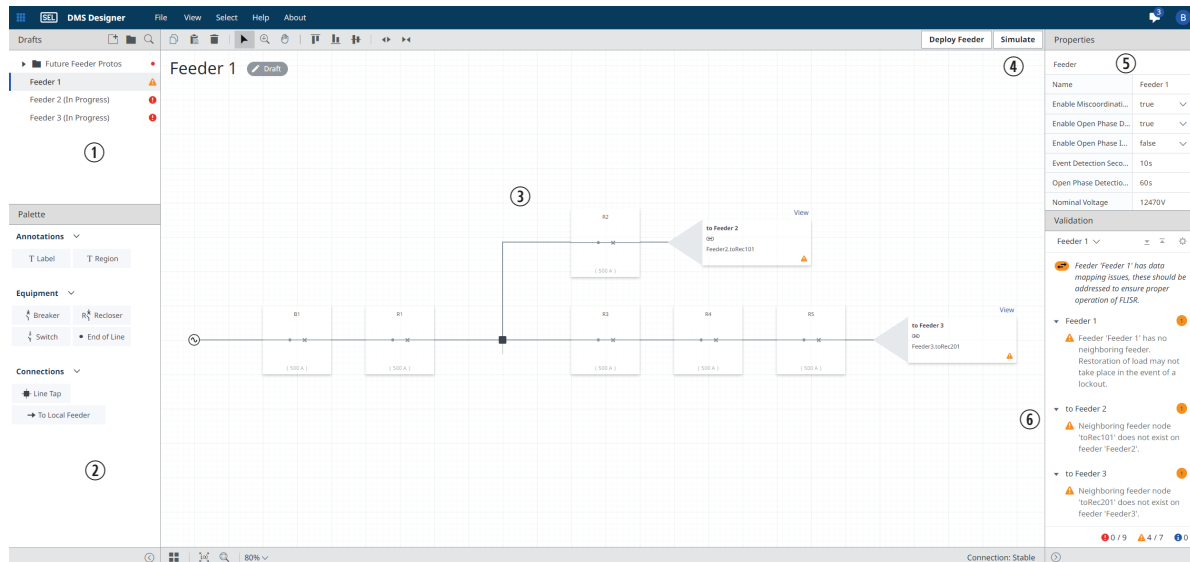 SEL DMS Designer File View Select Help About 3 B
Drafts
Deploy Feeder Simulate
Properties
Future Feeder Protos
Feeder 1
Feeder 2 (In Progress)
Feeder 3 (In Progress)
①
Palette
Annotations
T Label T Region
Equipment
Breaker Recloser
Switch End of Line
Connections
Line Tap
To Local Feeder
②
Feeder 1 Draft
③
④
R2
( 500 A )
View
to Feeder 2
Feeder2.toRec101
B1
( 500 A )
R1
( 500 A )
R3
( 500 A )
R4
( 500 A )
R5
( 500 A )
View
to Feeder 3
Feeder3.toRec201
⑥
80%
Connection: Stable
Feeder
⑤
Name Feeder 1
Enable Miscoordinati... true
Enable Open Phase D... true
Enable Open Phase I... false
Event Detection Seco... 10s
Open Phase Detectio... 60s
Nominal Voltage 12470V
Validation
Feeder 1
Feeder 'Feeder 1' has data
mapping issues, these should be
addressed to ensure proper
operation of FLISR.
Feeder 1 1
Feeder 'Feeder 1' has no
neighboring feeder.
Restoration of load may not
take place in the event of a
lockout.
to Feeder 2 1
Neighboring feeder node
'toRec101' does not exist on
feeder 'Feeder2'.
to Feeder 3 1
Neighboring feeder node
'toRec201' does not exist on
feeder 'Feeder3'.
0 / 9 4 / 7 0